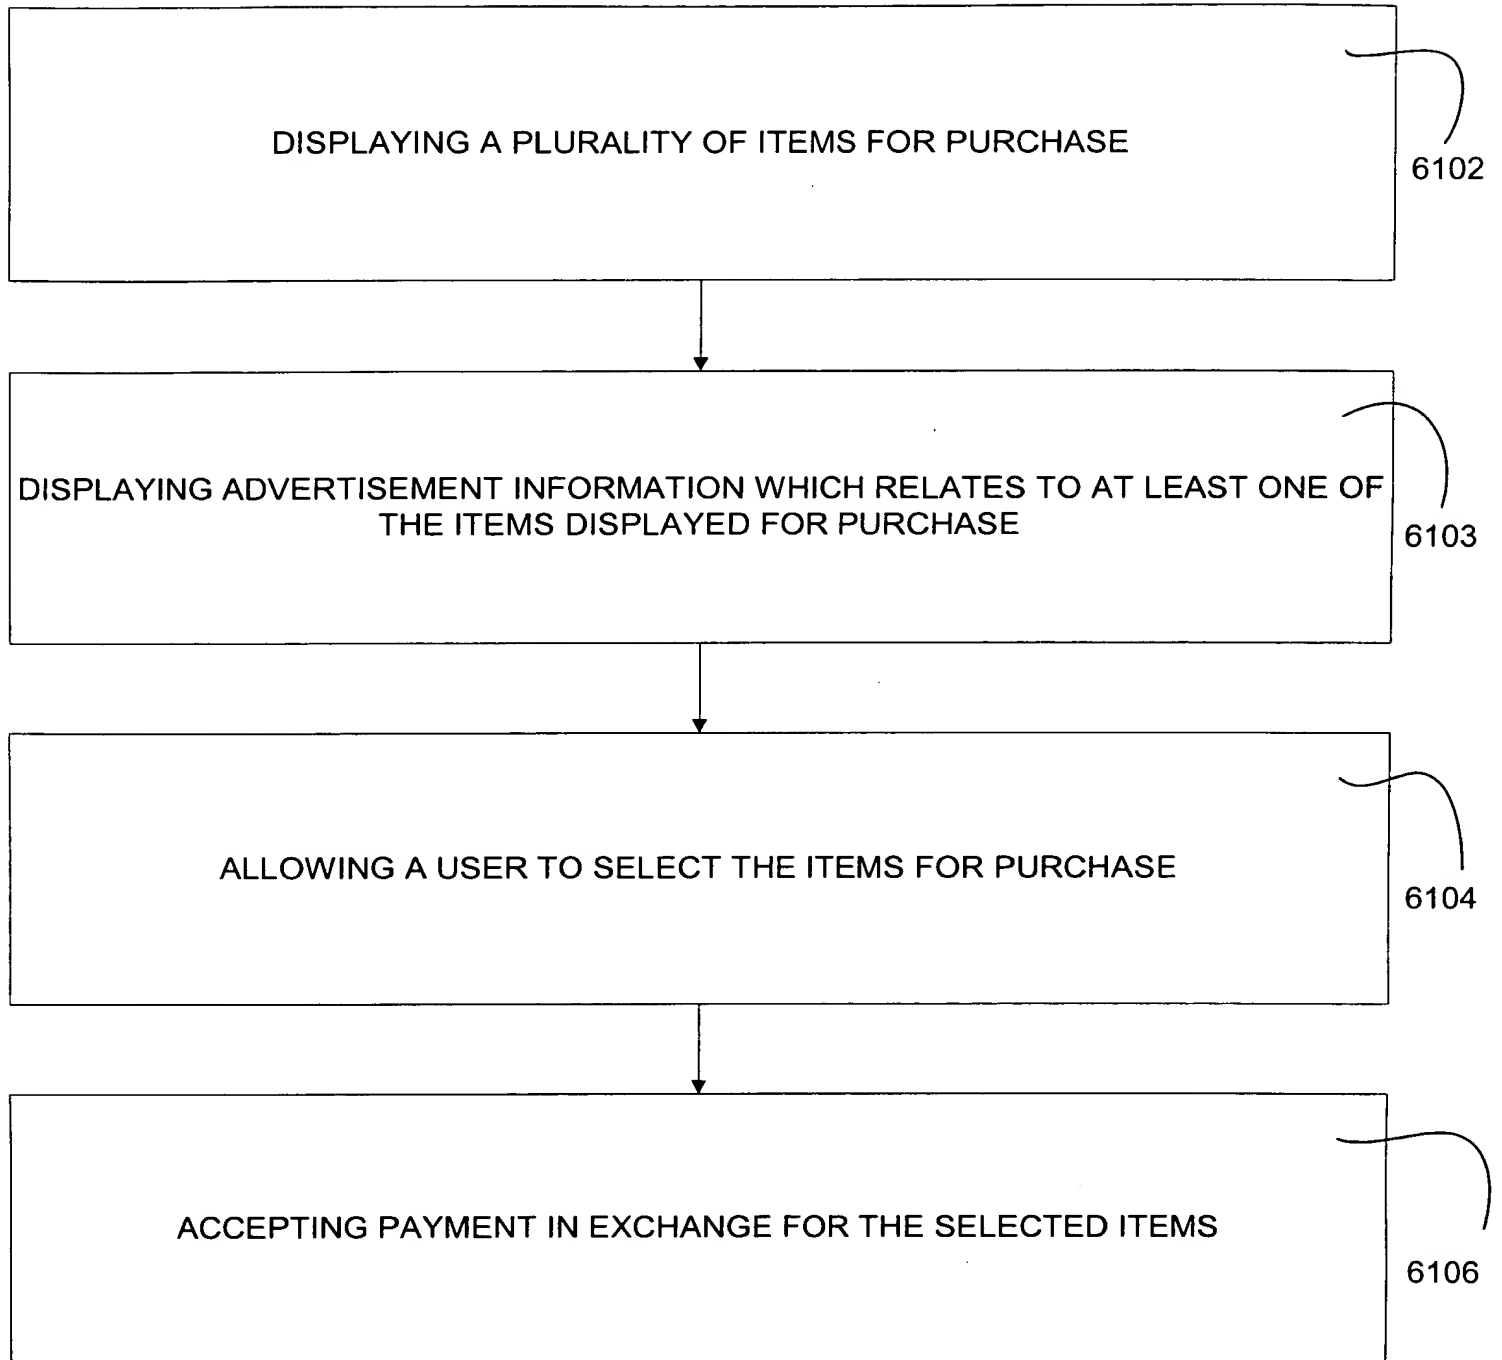 DISPLAYING A PLURALITY OF ITEMS FOR PURCHASE
6102
DISPLAYING ADVERTISEMENT INFORMATION WHICH RELATES TO AT LEAST ONE OF
THE ITEMS DISPLAYED FOR PURCHASE
6103
ALLOWING A USER TO SELECT THE ITEMS FOR PURCHASE
6104
ACCEPTING PAYMENT IN EXCHANGE FOR THE SELECTED ITEMS
6106